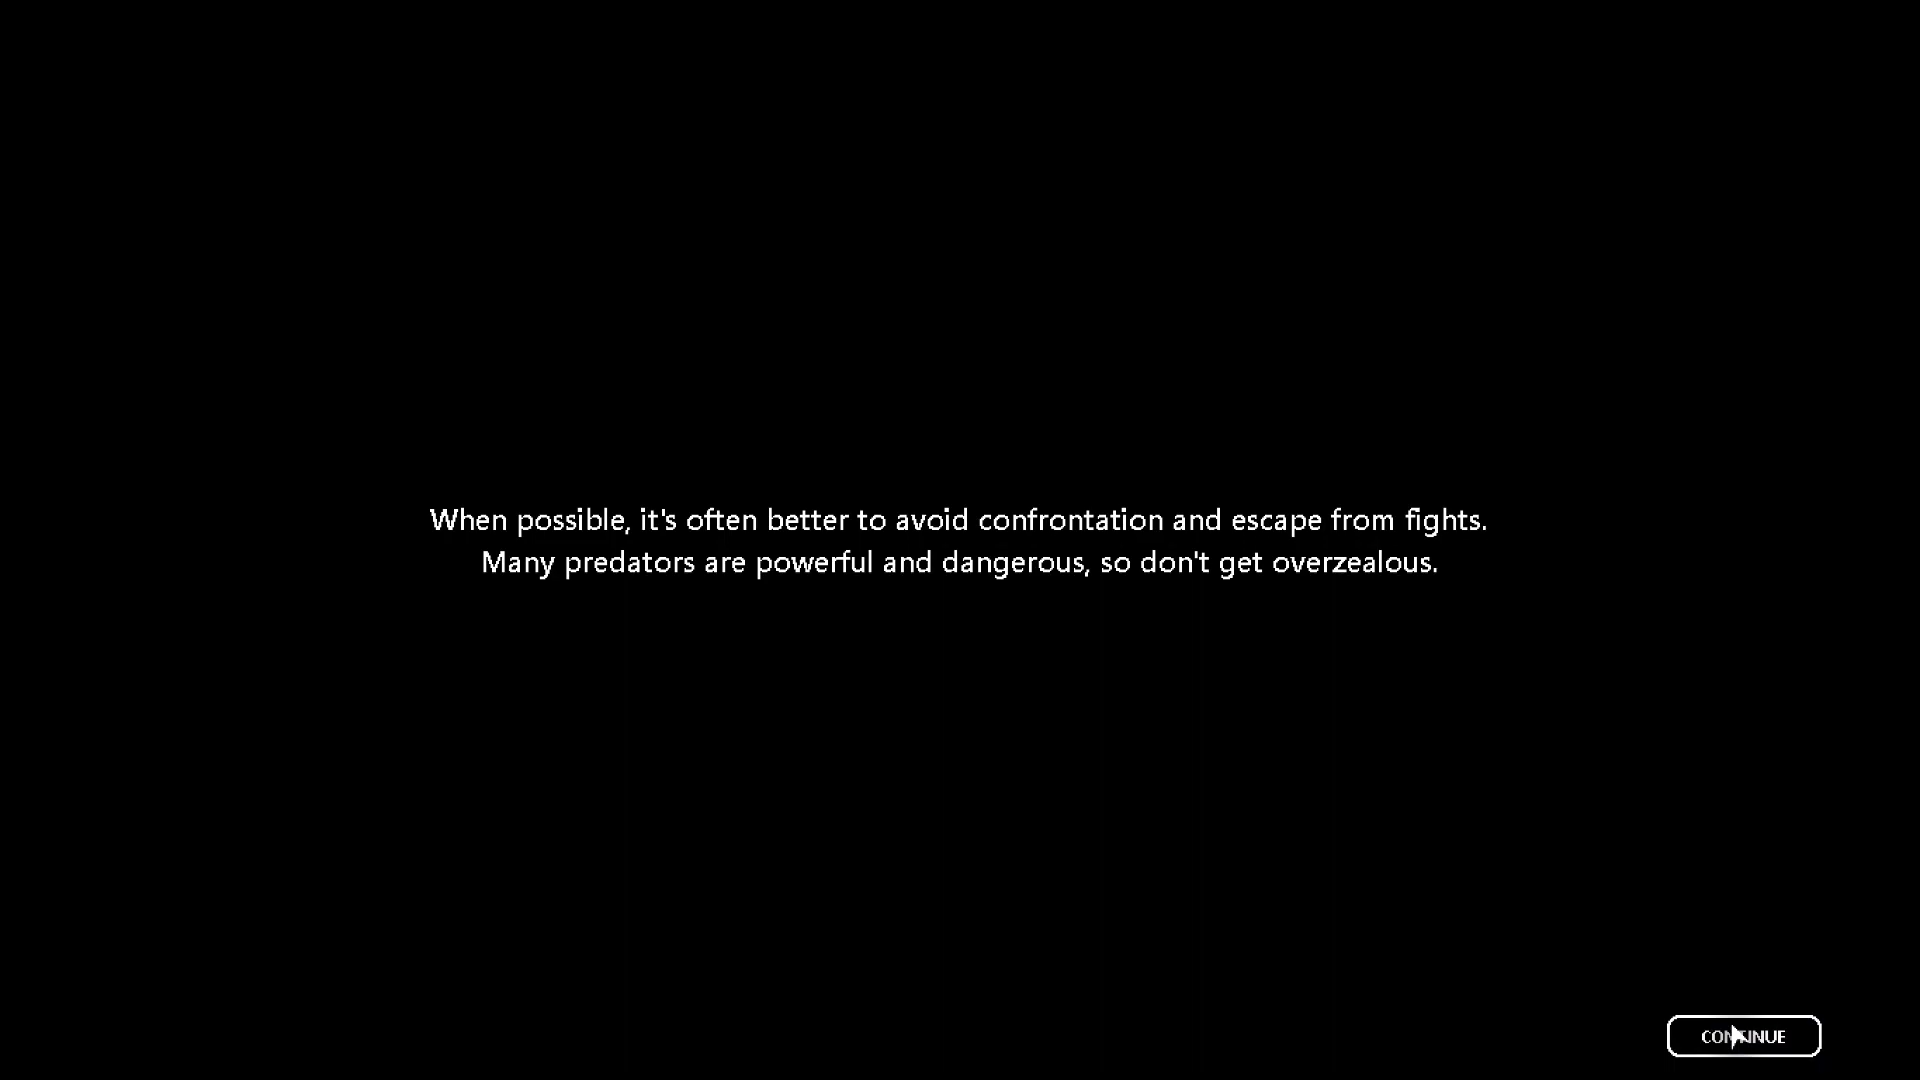 When possible, it's often better to avoid confrontation and escape from fights.
Many predators are powerful and dangerous, so don't get overzealous.
CONTINUE